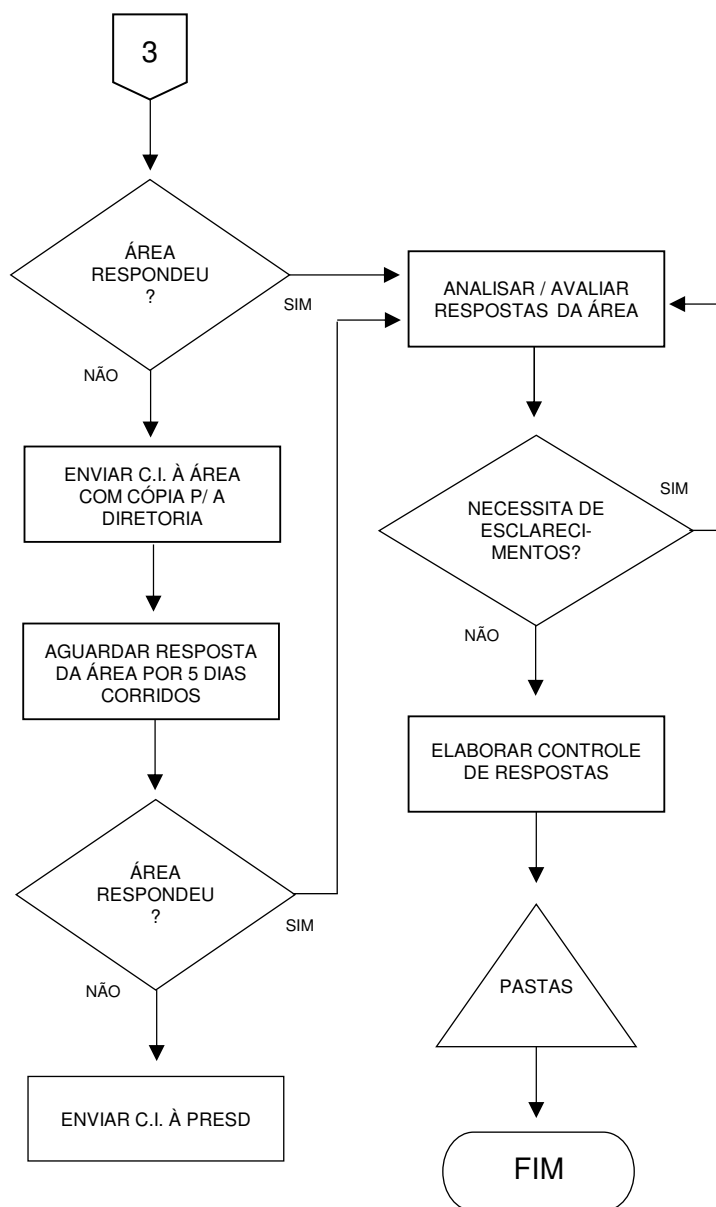 3
ÁREA
RESPONDEU
?
SIM
NÃO
ENVIAR C.I. À ÁREA
COM CÓPIA P/ A
DIRETORIA
AGUARDAR RESPOSTA
DA ÁREA POR 5 DIAS
CORRIDOS
ÁREA
RESPONDEU
?
SIM
NÃO
ENVIAR C.I. À PRESD
ANALISAR / AVALIAR
RESPOSTAS DA ÁREA
NECESSITA DE
ESCLARECI-
MENTOS?
SIM
NÃO
ELABORAR CONTROLE
DE RESPOSTAS
PASTAS
FIM